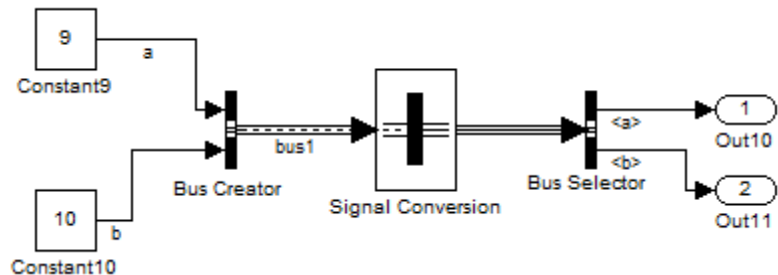 9
a
Constant9
bus1
Bus Creator
10
b
Constant10
Signal Conversion
<a>
<b>
Bus Selector
1
Out10
2
Out11